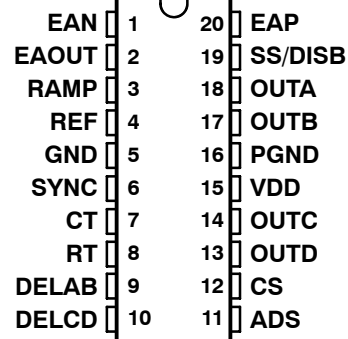 EAN 1 20 EAP
EAOUT 2 19 SS/DISB
RAMP 3 18 OUTA
REF 4 17 OUTB
GND 5 16 PGND
SYNC 6 15 VDD
CT 7 14 OUTC
RT 8 13 OUTD
DELAB 9 12 CS
DELCD 10 11 ADS